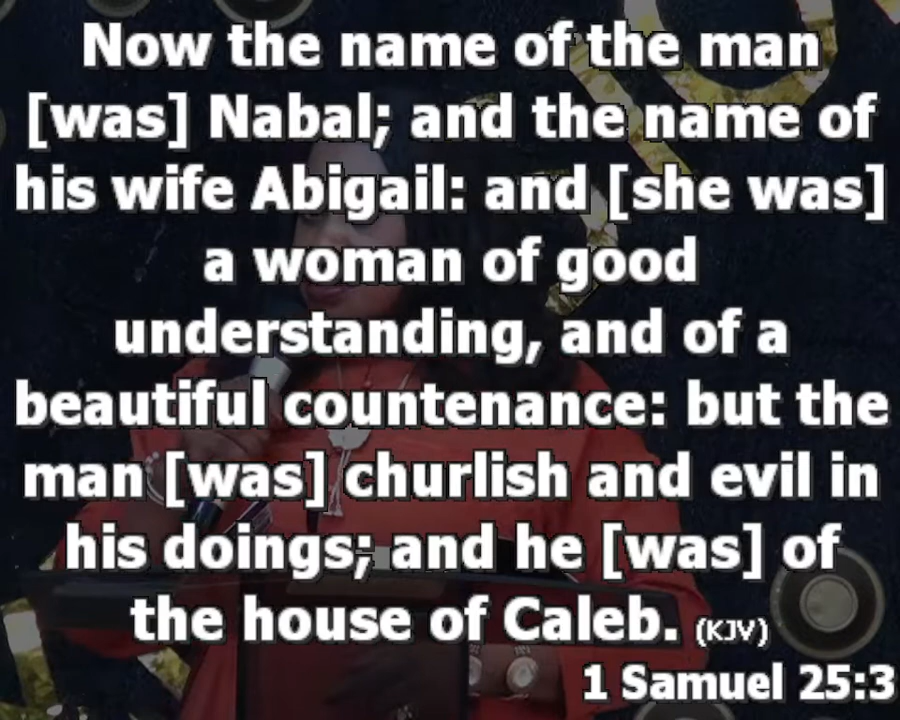 Now the name of the man
[was] Nabal; and the name of
his wife Abigail: and [she was]
a woman of good
understanding, and of a
beautiful countenance: but the
man [was] churlish and evil in
his doings; and he [was] of
the house of Caleb. (KJV)
1 Samuel 25:3